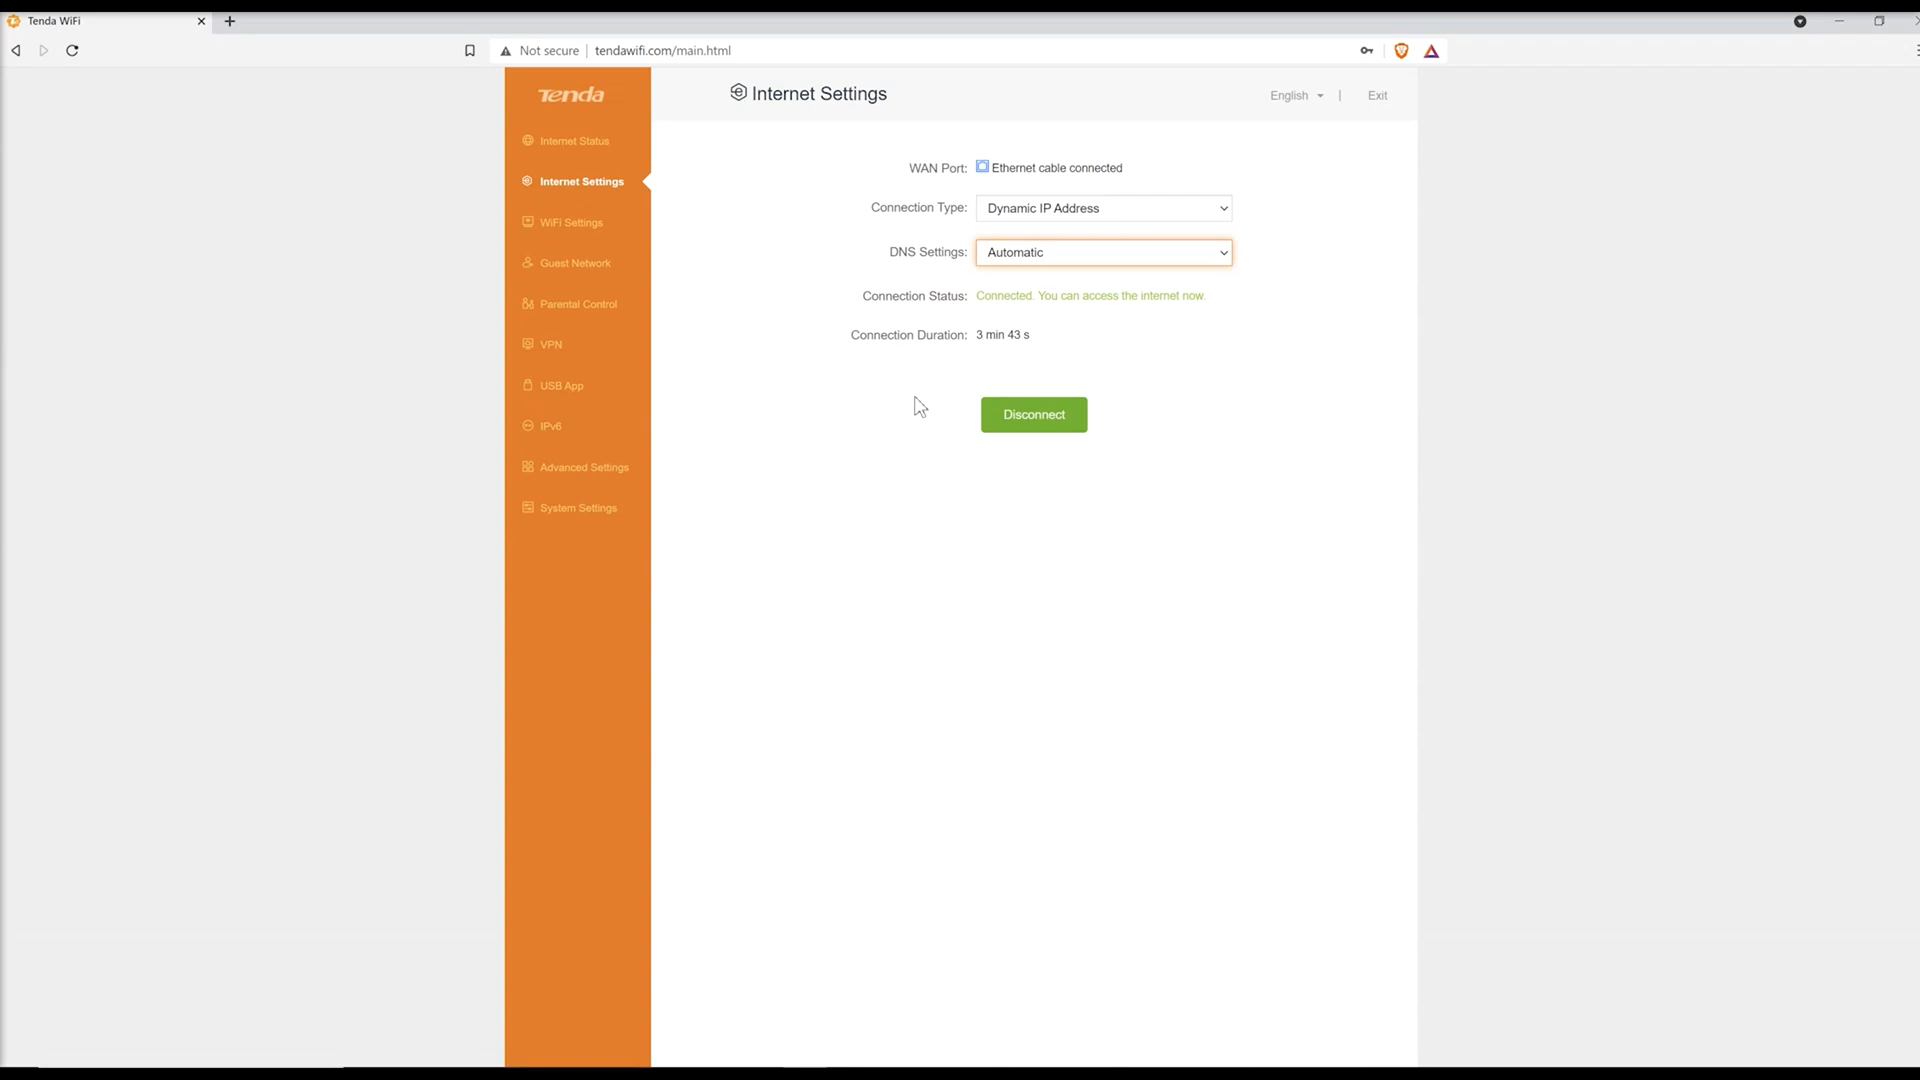 Tenda WiFi
Not secure
tendawifi.com/main.html
Tenda
Internet Settings
English
|
Exit
Internet Status
Internet Settings
WiFi Settings
Guest Network
Parental Control
VPN
USB App
IPv6
Advanced Settings
System Settings
WAN Port: Ethernet cable connected
Connection Type: Dynamic IP Address
DNS Settings: Automatic
Connection Status: Connected. You can access the internet now.
Connection Duration: 3 min 43 s
Disconnect